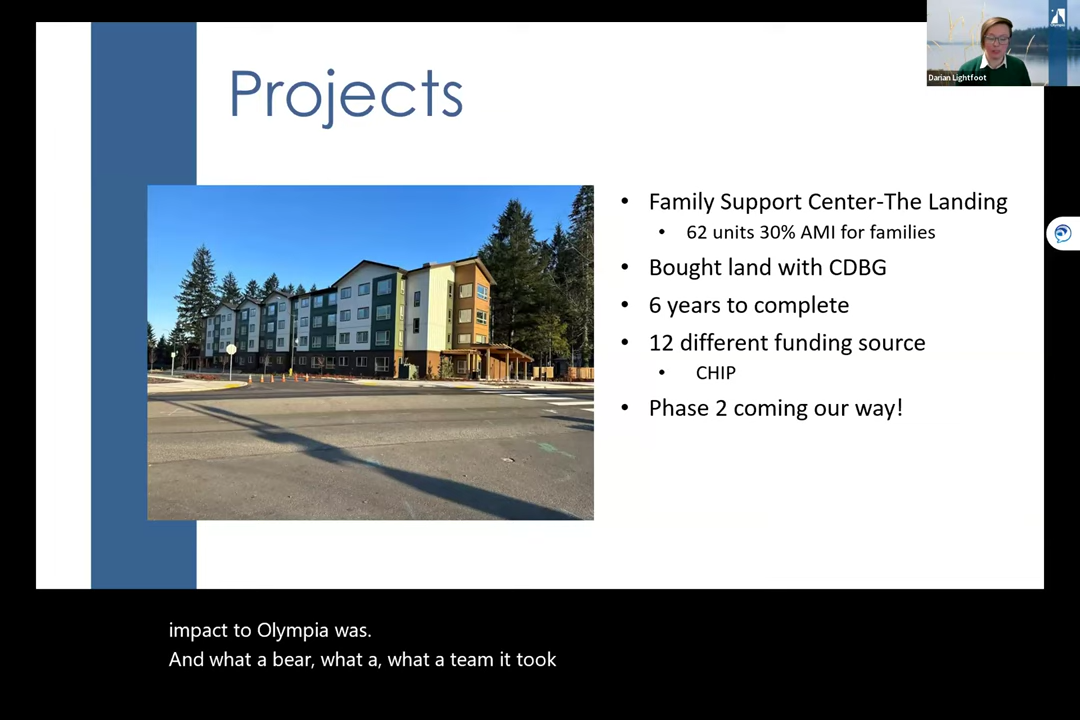 Projects
Family Support Center-The Landing
62 units 30% AMI for families
Bought land with CDBG
6 years to complete
12 different funding source
CHIP
Phase 2 coming our way!
Darian Lightfoot
impact to Olympia was.
And what a bear, what a, what a team it took